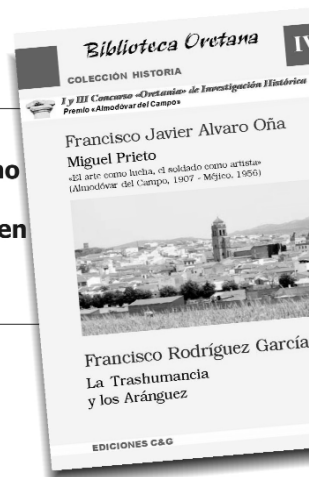 Biblioteca Oretana
IV
COLECCIÓN HISTORIA
I y III Concurso «Oretania» de Investigación Histórica
Premio «Almodóvar del Campo»
Francisco Javier Alvaro Oña
Miguel Prieto
«El arte como lucha, el soldado como artista»
(Almodóvar del Campo, 1907 - Méjico, 1956)
en
Francisco Rodríguez García
La Trashumancia
y los Aránguez
EDICIONES C&G